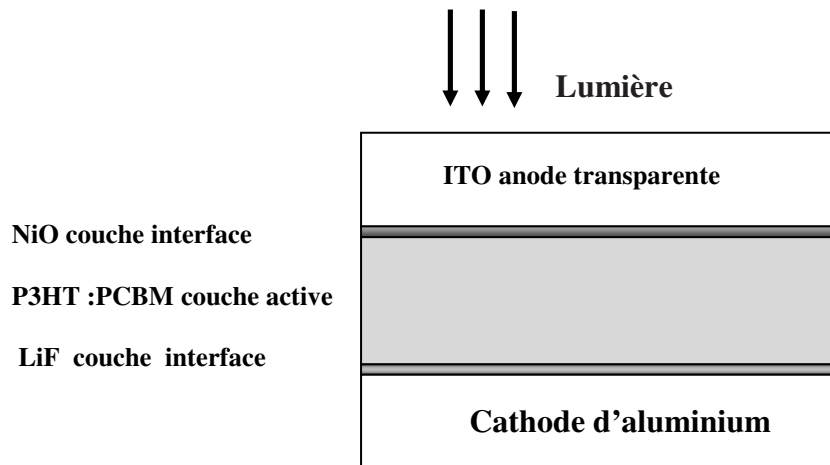 Lumière
ITO anode transparente
NiO couche interface
P3HT :PCBM couche active
LiF couche interface
Cathode d’aluminium